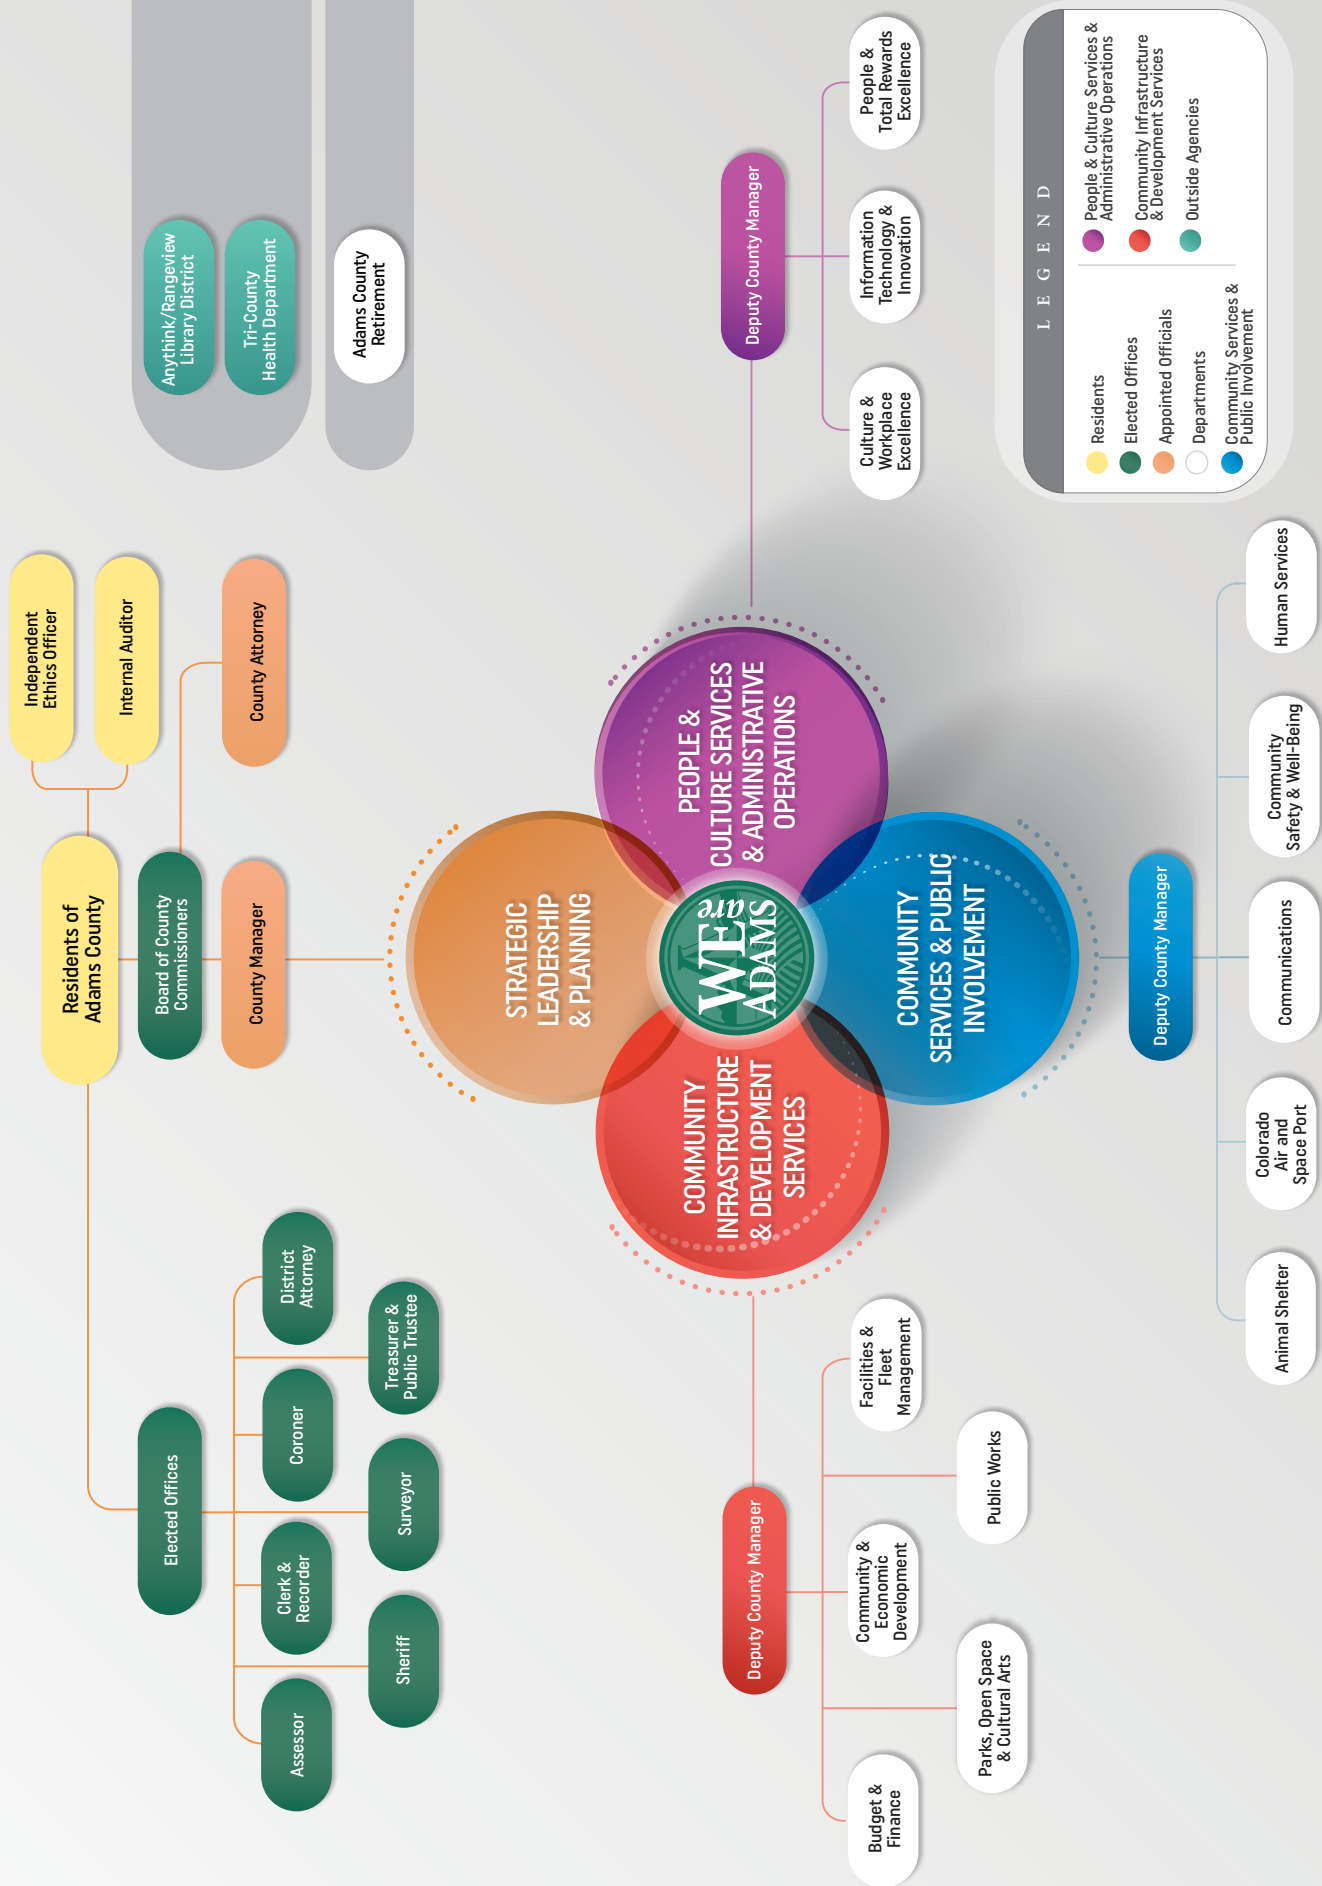 Residents of
Adams County
Independent
Ethics Officer
Internal Auditor
Board of County
Commissioners
County Attorney
County Manager
Elected Offices
Assessor
Clerk &
Recorder
Coroner
District
Attorney
Sheriff
Surveyor
Treasurer &
Public Trustee
Anythink/Rangeview
Library District
Tri-County
Health Department
Adams County
Retirement
STRATEGIC
LEADERSHIP
& PLANNING
COMMUNITY
INFRASTRUCTURE
& DEVELOPMENT
SERVICES
WE
are
ADAMS
PEOPLE &
CULTURE SERVICES
& ADMINISTRATIVE
OPERATIONS
COMMUNITY
SERVICES & PUBLIC
INVOLVEMENT
Deputy County Manager
Budget &
Finance
Community &
Economic
Development
Facilities &
Fleet
Management
Parks, Open Space
& Cultural Arts
Public Works
Deputy County Manager
Culture &
Workplace
Excellence
Information
Technology &
Innovation
People &
Total Rewards
Excellence
Deputy County Manager
Animal Shelter
Colorado
Air and
Space Port
Communications
Community
Safety & Well-Being
Human Services
LEGEND
Residents
Elected Offices
Appointed Officials
Departments
Community Services &
Public Involvement
People & Culture Services &
Administrative Operations
Community Infrastructure
& Development Services
Outside Agencies